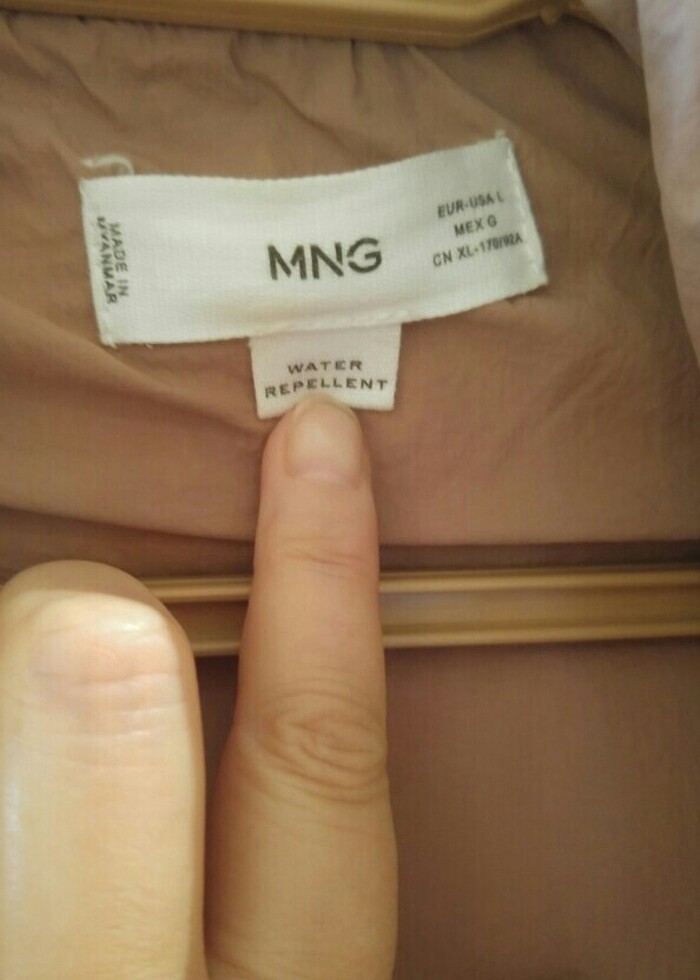 MADE IN
MYANMAR
MNG
EUR-USA L
MEX G
CN XL-170/92A
WATER
REPELLENT